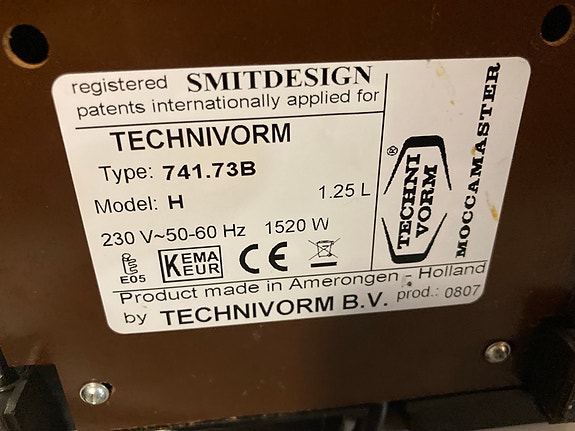 registered SMITDESIGN
patents internationally applied for
TECHNIVORM
Type: 741.73B
Model: H 1.25 L
230 V~50-60 Hz 1520 W
E05
KEMA
KEUR
CE
Product made in Amerongen - Holland
by TECHNIVORM B.V. prod.: 0807
®
TECHNI
VORM
MOCCAMASTER